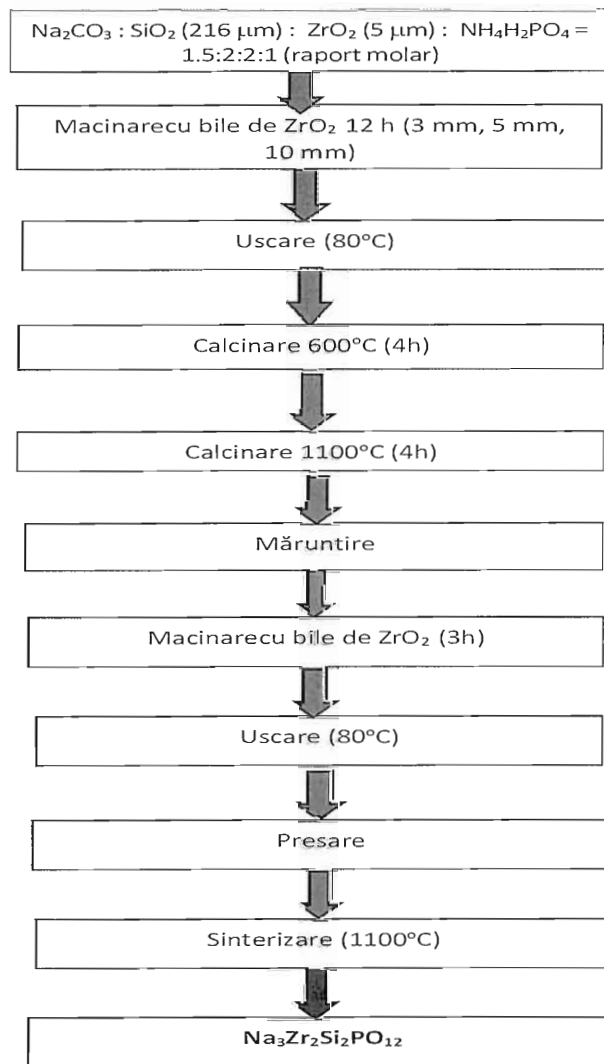 Na₂CO₃ : SiO₂ (216 µm) : ZrO₂ (5 µm) : NH₄H₂PO₄ =
1.5:2:2:1 (raport molar)
Macinarecu bile de ZrO₂ 12 h (3 mm, 5 mm,
10 mm)
Uscare (80°C)
Calcinare 600°C (4h)
Calcinare 1100°C (4h)
Măruntire
Macinarecu bile de ZrO₂ (3h)
Uscare (80°C)
Presare
Sinterizare (1100°C)
Na₃Zr₂Si₂PO₁₂